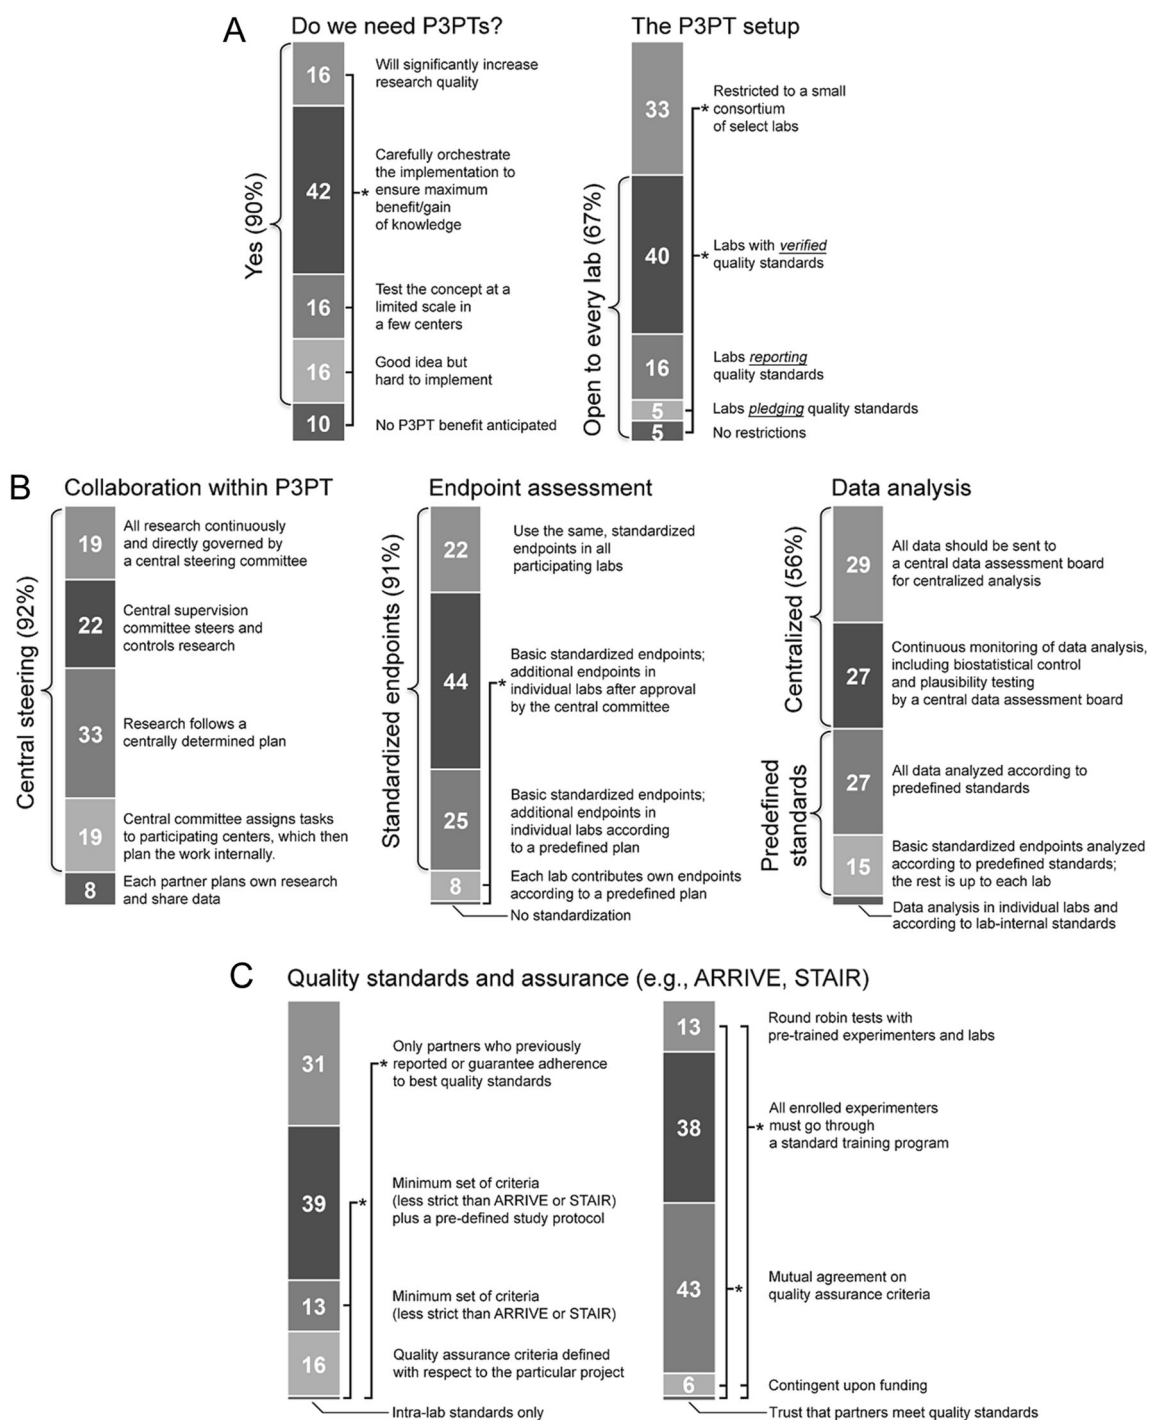 A
Do we need P3PTs?
Yes (90%)
16
Will significantly increase
research quality
42
*
Carefully orchestrate
the implementation to
ensure maximum
benefit/gain
of knowledge
16
Test the concept at a
limited scale in
a few centers
16
Good idea but
hard to implement
10
No P3PT benefit anticipated
The P3PT setup
Open to every lab (67%)
33
*
Restricted to a small
consortium
of select labs
40
*
Labs with verified
quality standards
16
Labs reporting
quality standards
5
Labs pledging quality standards
5
No restrictions
B
Collaboration within P3PT
Central steering (92%)
19
All research continuously
and directly governed by
a central steering committee
22
Central supervision
committee steers and
controls research
33
Research follows a
centrally determined plan
19
Central committee assigns tasks
to participating centers, which then
plan the work internally.
8
Each partner plans own research
and share data
Endpoint assessment
Standardized endpoints (91%)
22
Use the same, standardized
endpoints in all
participating labs
44
*
Basic standardized endpoints;
additional endpoints in
individual labs after approval
by the central committee
25
Basic standardized endpoints;
additional endpoints in
individual labs according
to a predefined plan
8
Each lab contributes own endpoints
according to a predefined plan
No standardization
Data analysis
Centralized (56%)
29
All data should be sent to
a central data assessment board
for centralized analysis
27
Continuous monitoring of data analysis,
including biostatistical control
and plausibility testing
by a central data assessment board
Predefined
standards
27
All data analyzed according to
predefined standards
15
Basic standardized endpoints analyzed
according to predefined standards;
the rest is up to each lab
Data analysis in individual labs and
according to lab-internal standards
C
Quality standards and assurance (e.g., ARRIVE, STAIR)
31
*
Only partners who previously
reported or guarantee adherence
to best quality standards
39
*
Minimum set of criteria
(less strict than ARRIVE or STAIR)
plus a pre-defined study protocol
13
Minimum set of criteria
(less strict than ARRIVE or STAIR)
16
Quality assurance criteria defined
with respect to the particular project
Intra-lab standards only
13
Round robin tests with
pre-trained experimenters and labs
38
*
All enrolled experimenters
must go through
a standard training program
43
*
Mutual agreement on
quality assurance criteria
6
Contingent upon funding
Trust that partners meet quality standards